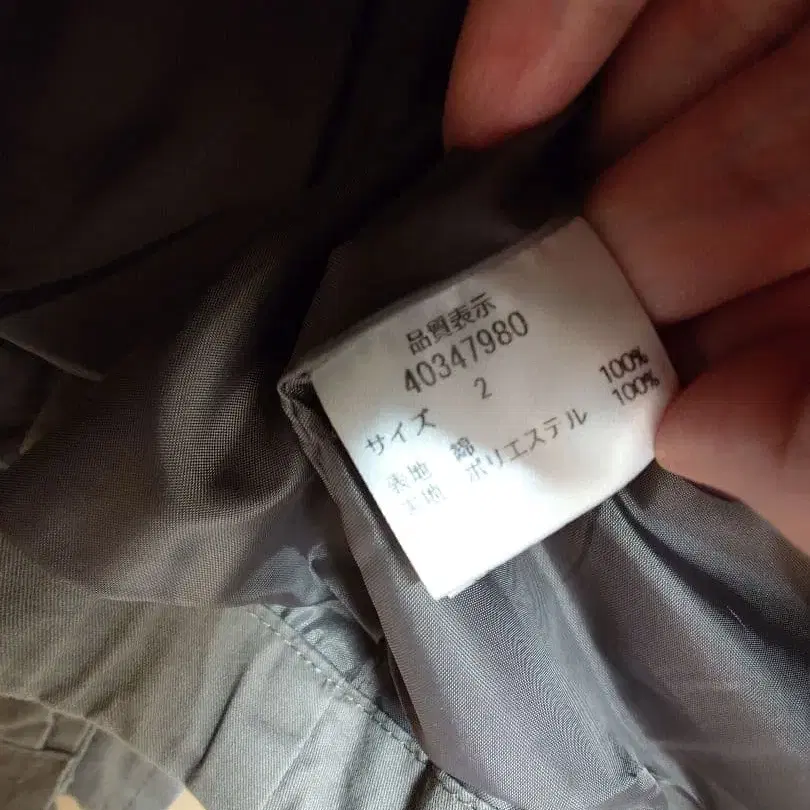 品質表示
40347980
サイズ 2
表地 綿 100%
裏地 ポリエステル 100%